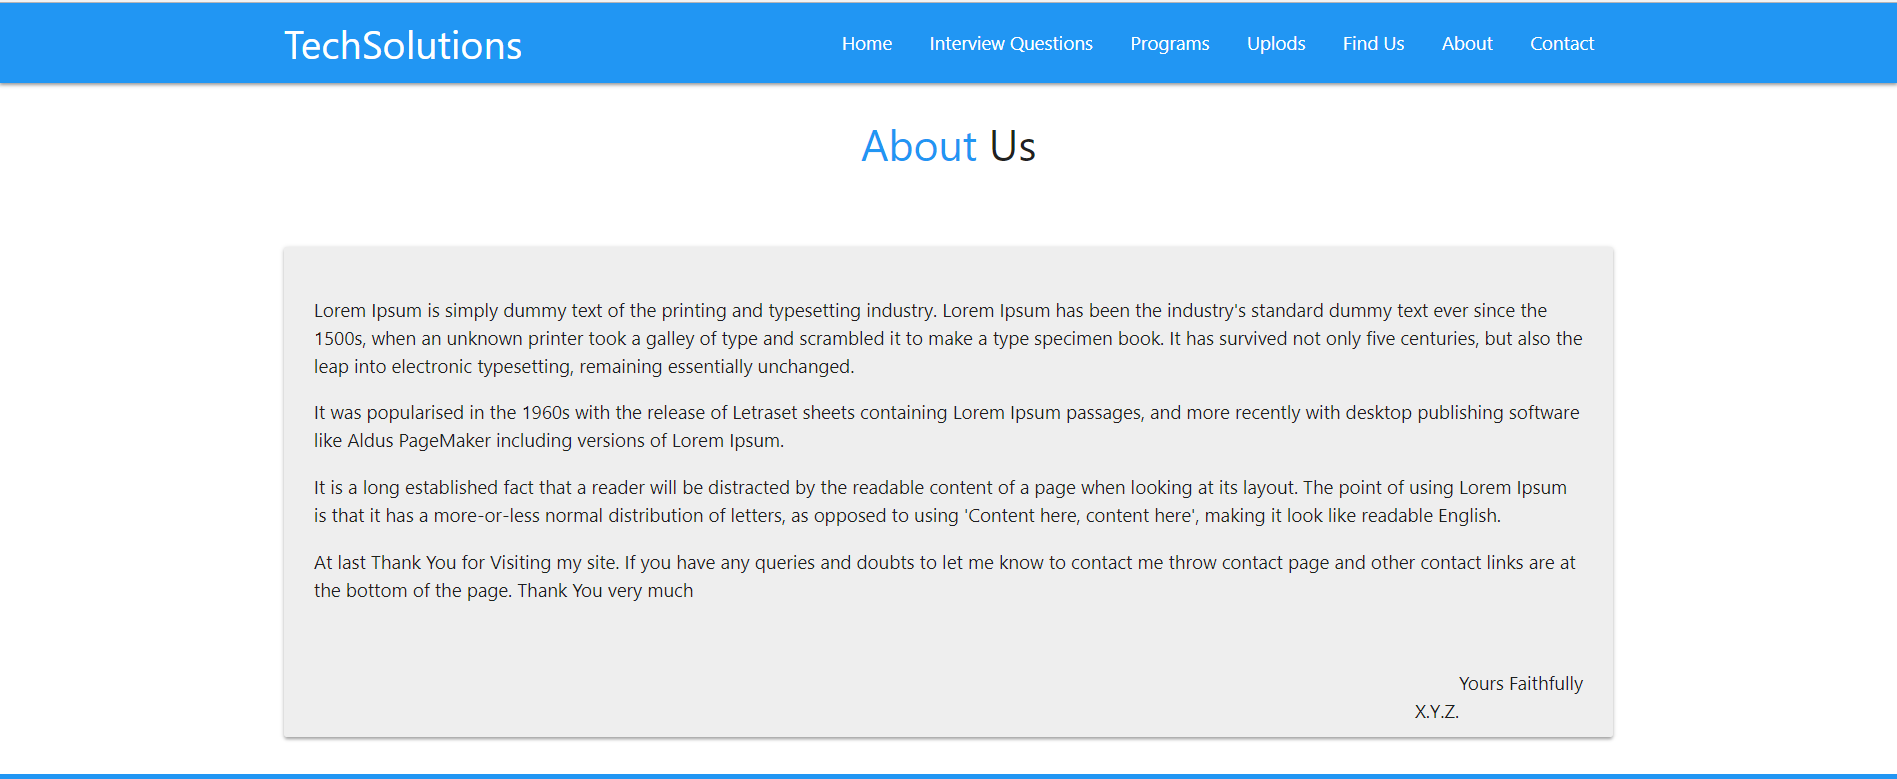 TechSolutions
Home Interview Questions Programs Uplods Find Us About Contact
About Us
Lorem Ipsum is simply dummy text of the printing and typesetting industry. Lorem Ipsum has been the industry's standard dummy text ever since the
1500s, when an unknown printer took a galley of type and scrambled it to make a type specimen book. It has survived not only five centuries, but also the
leap into electronic typesetting, remaining essentially unchanged.
It was popularised in the 1960s with the release of Letraset sheets containing Lorem Ipsum passages, and more recently with desktop publishing software
like Aldus PageMaker including versions of Lorem Ipsum.
It is a long established fact that a reader will be distracted by the readable content of a page when looking at its layout. The point of using Lorem Ipsum
is that it has a more-or-less normal distribution of letters, as opposed to using 'Content here, content here', making it look like readable English.
At last Thank You for Visiting my site. If you have any queries and doubts to let me know to contact me throw contact page and other contact links are at
the bottom of the page. Thank You very much
Yours Faithfully
X.Y.Z.